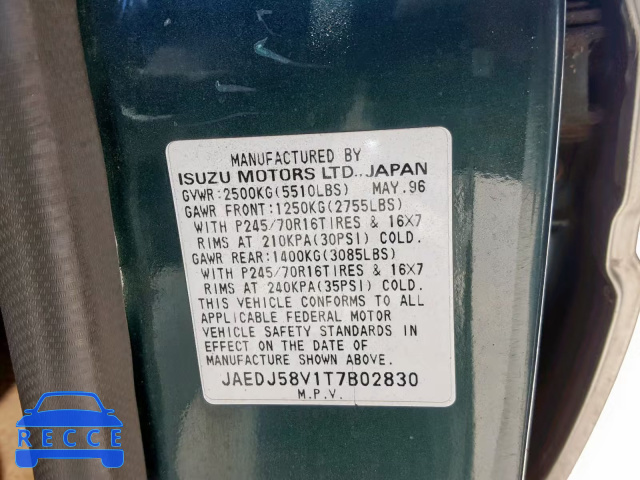 MANUFACTURED BY
ISUZU MOTORS LTD., JAPAN
GVWR:2500KG(5510LBS) MAY.96
GAWR FRONT:1250KG(2755LBS)
WITH P245/70R16TIRES & 16X7
RIMS AT 210KPA(30PSI) COLD.
GAWR REAR:1400KG(3085LBS)
WITH P245/70R16TIRES & 16X7
RIMS AT 240KPA(35PSI) COLD.
THIS VEHICLE CONFORMS TO ALL
APPLICABLE FEDERAL MOTOR
VEHICLE SAFETY STANDARDS IN
EFFECT ON THE DATE OF
MANUFACTURE SHOWN ABOVE.
JAEDJ58V1T7B02830
M.P.V.
RECCE